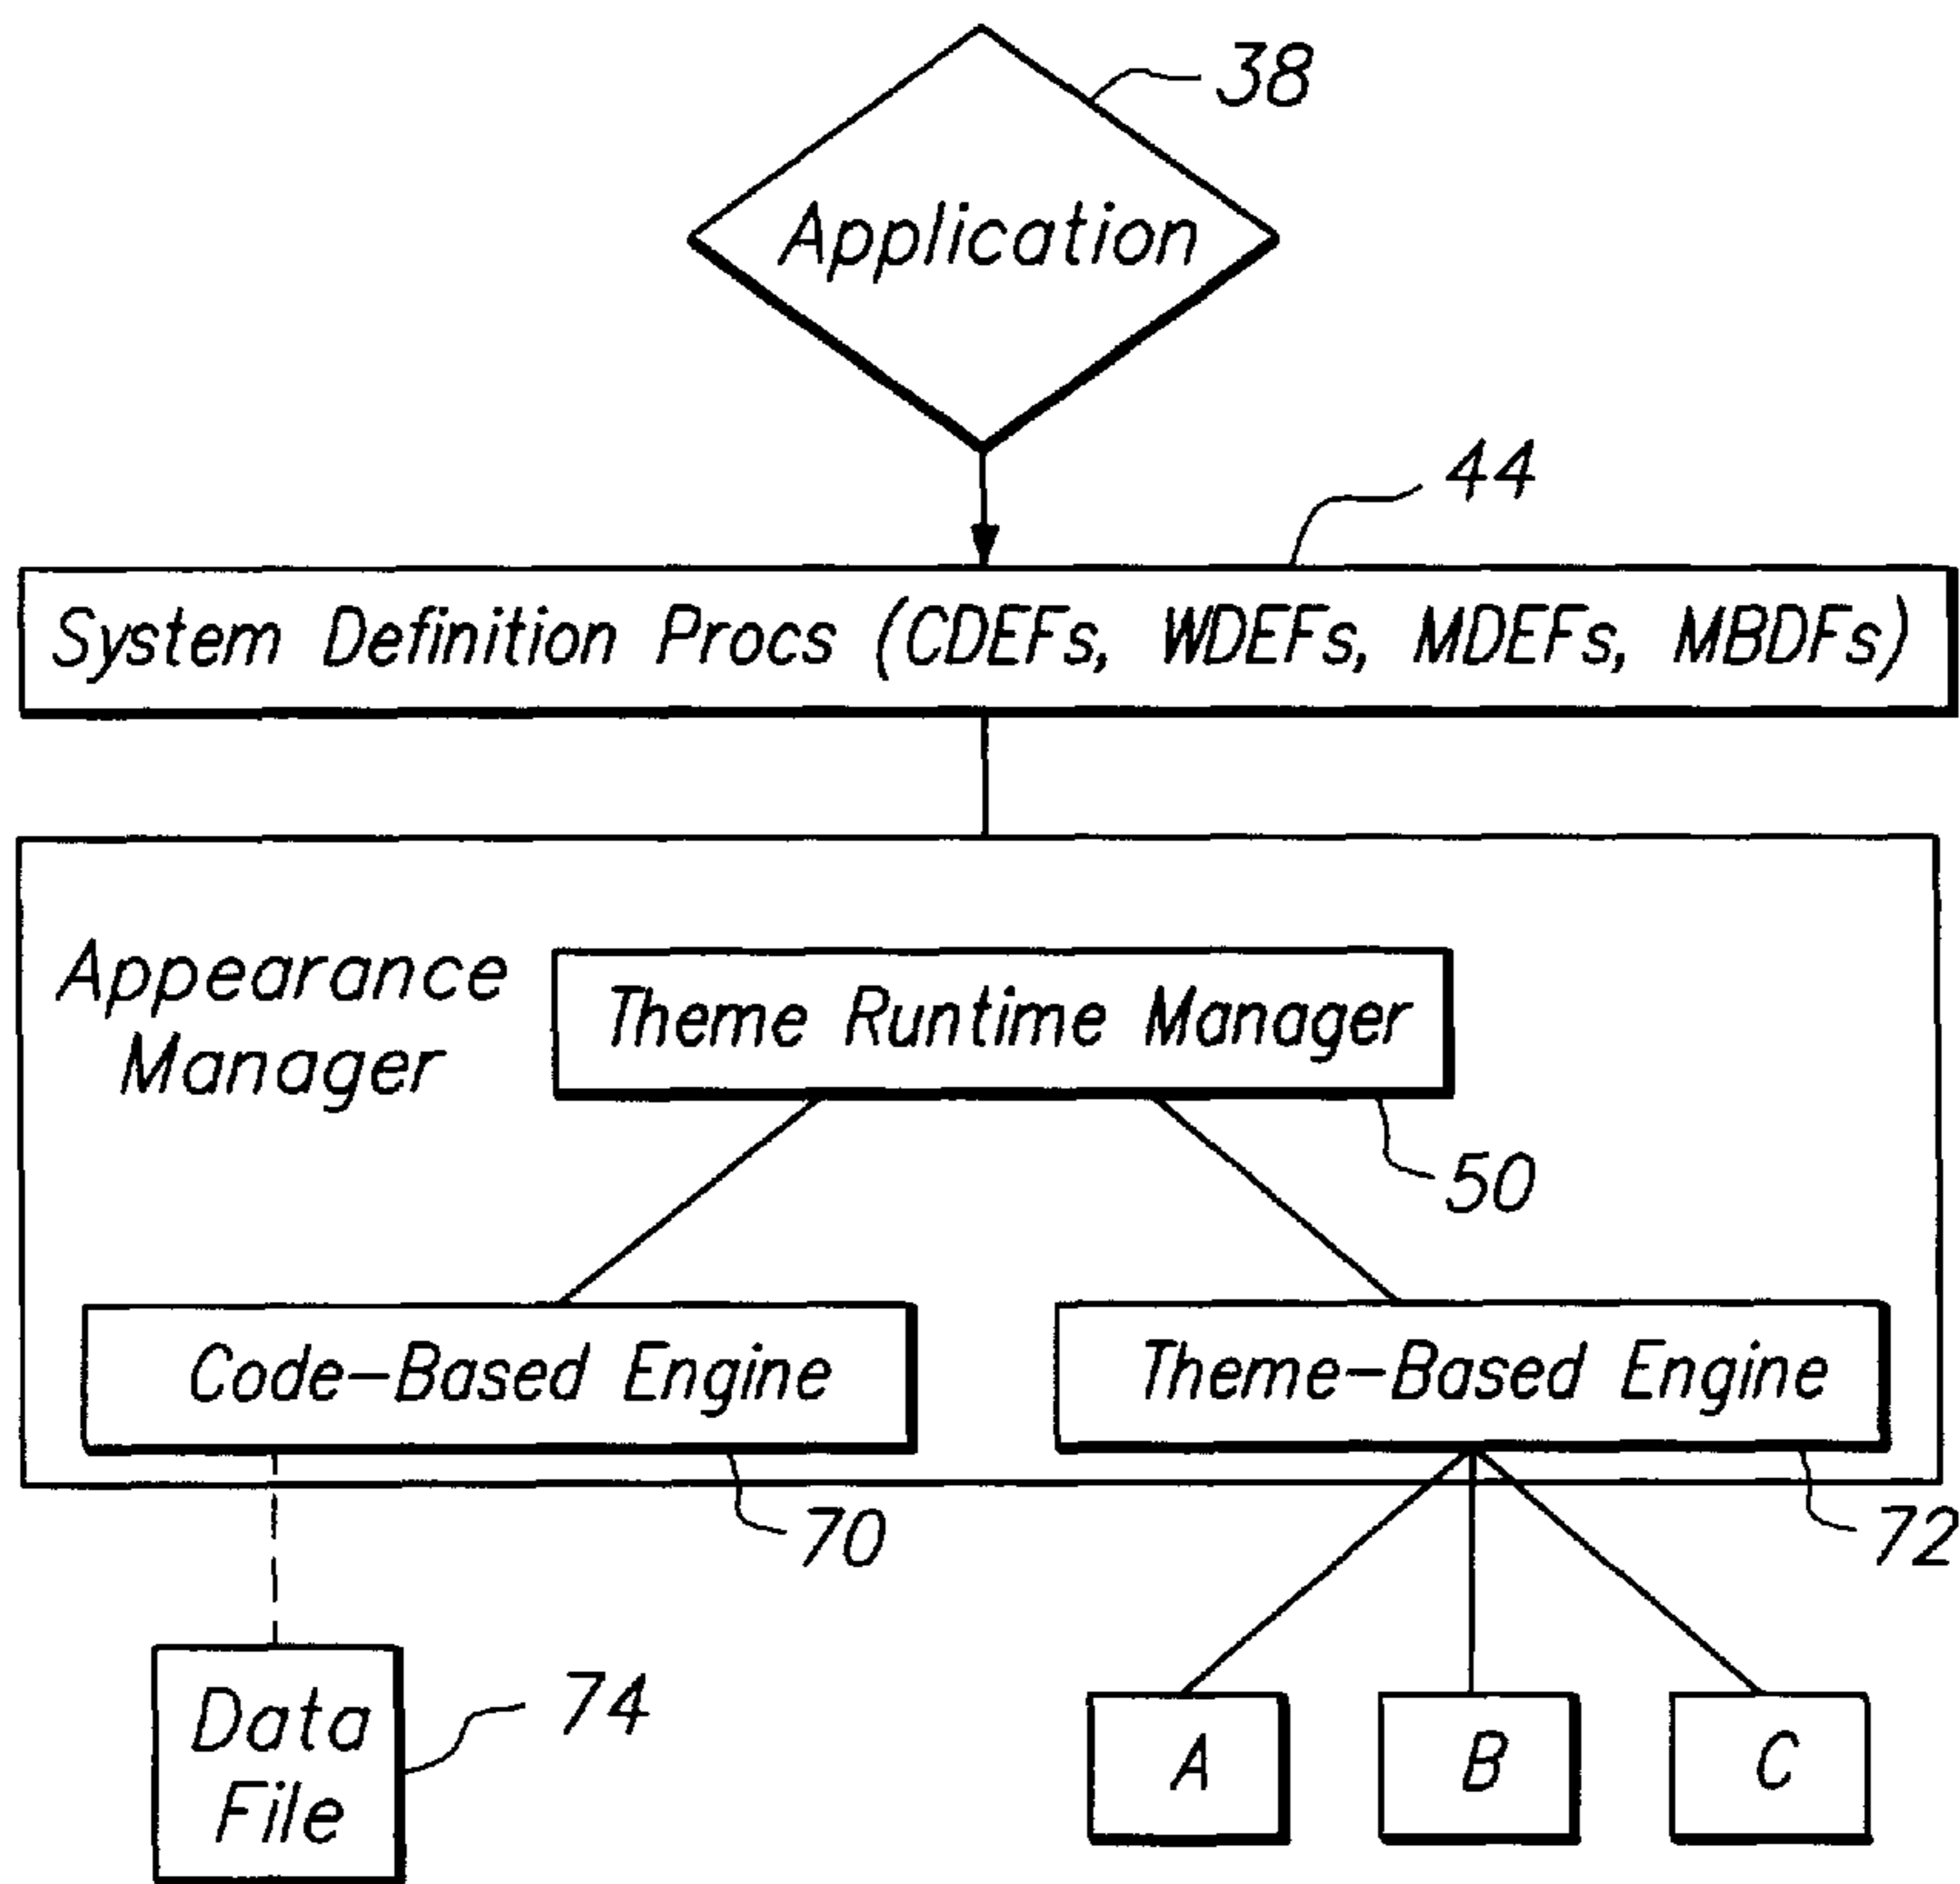 38
Application
44
System Definition Procs (CDEFs, WDEFs, MDEFs, MBDFs)
Appearance
Manager
Theme Runtime Manager
50
Code-Based Engine
Theme-Based Engine
70
72
Data
File
74
A
B
C